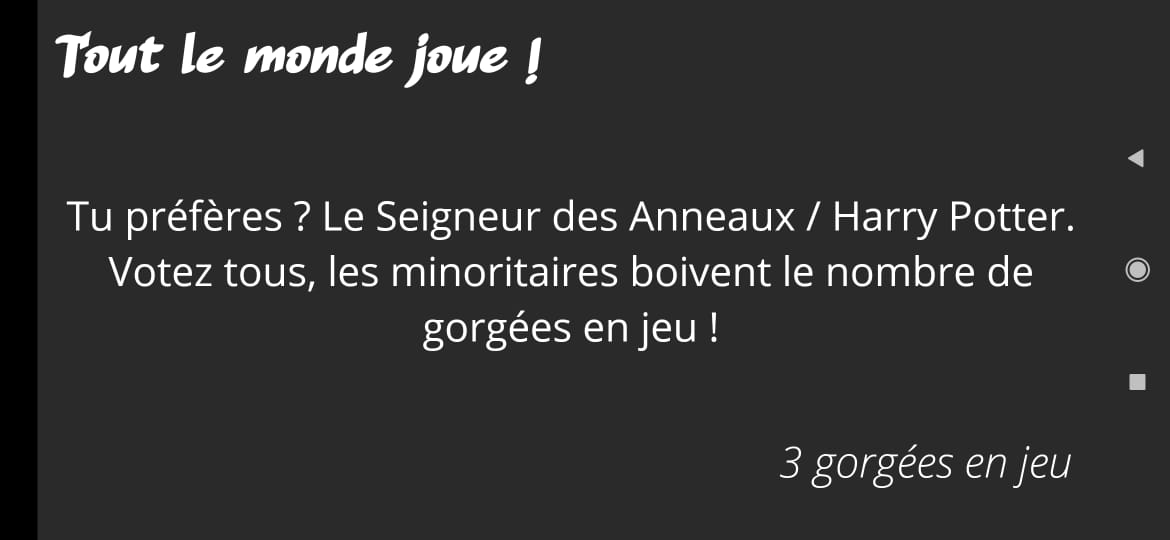 Tout le monde joue !
Tu préfères ? Le Seigneur des Anneaux / Harry Potter.
Votez tous, les minoritaires boivent le nombre de
gorgées en jeu !
3 gorgées en jeu